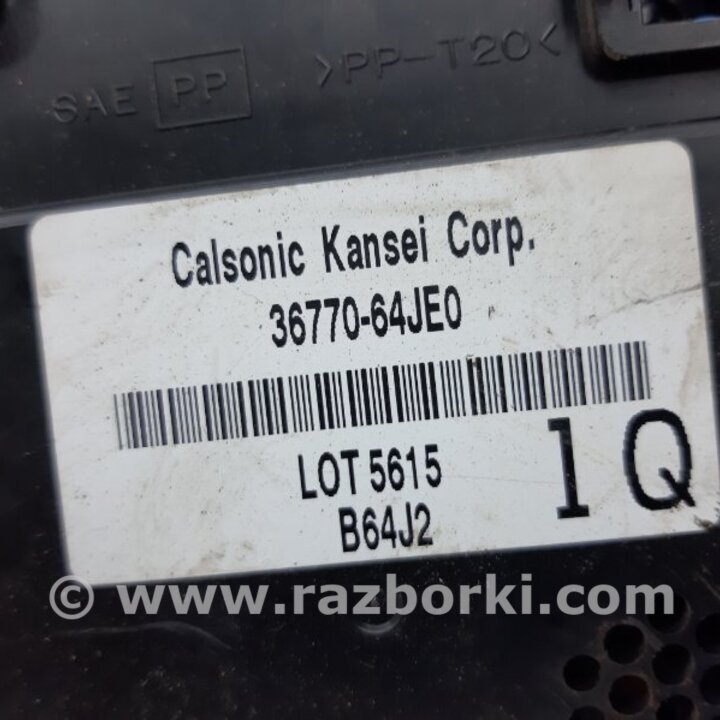 SAE PP >PP-T20<
Calsonic Kansei Corp.
36770-64JE0
LOT 5615
B64J2
1Q
© www.razborki.com